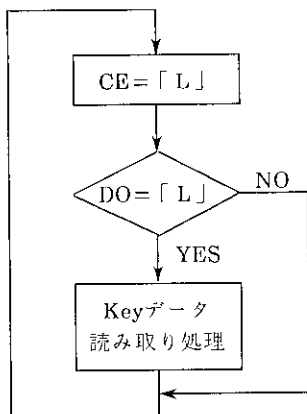 CE=「L」
DO=「L」
NO
YES
Keyデータ
読み取り処理